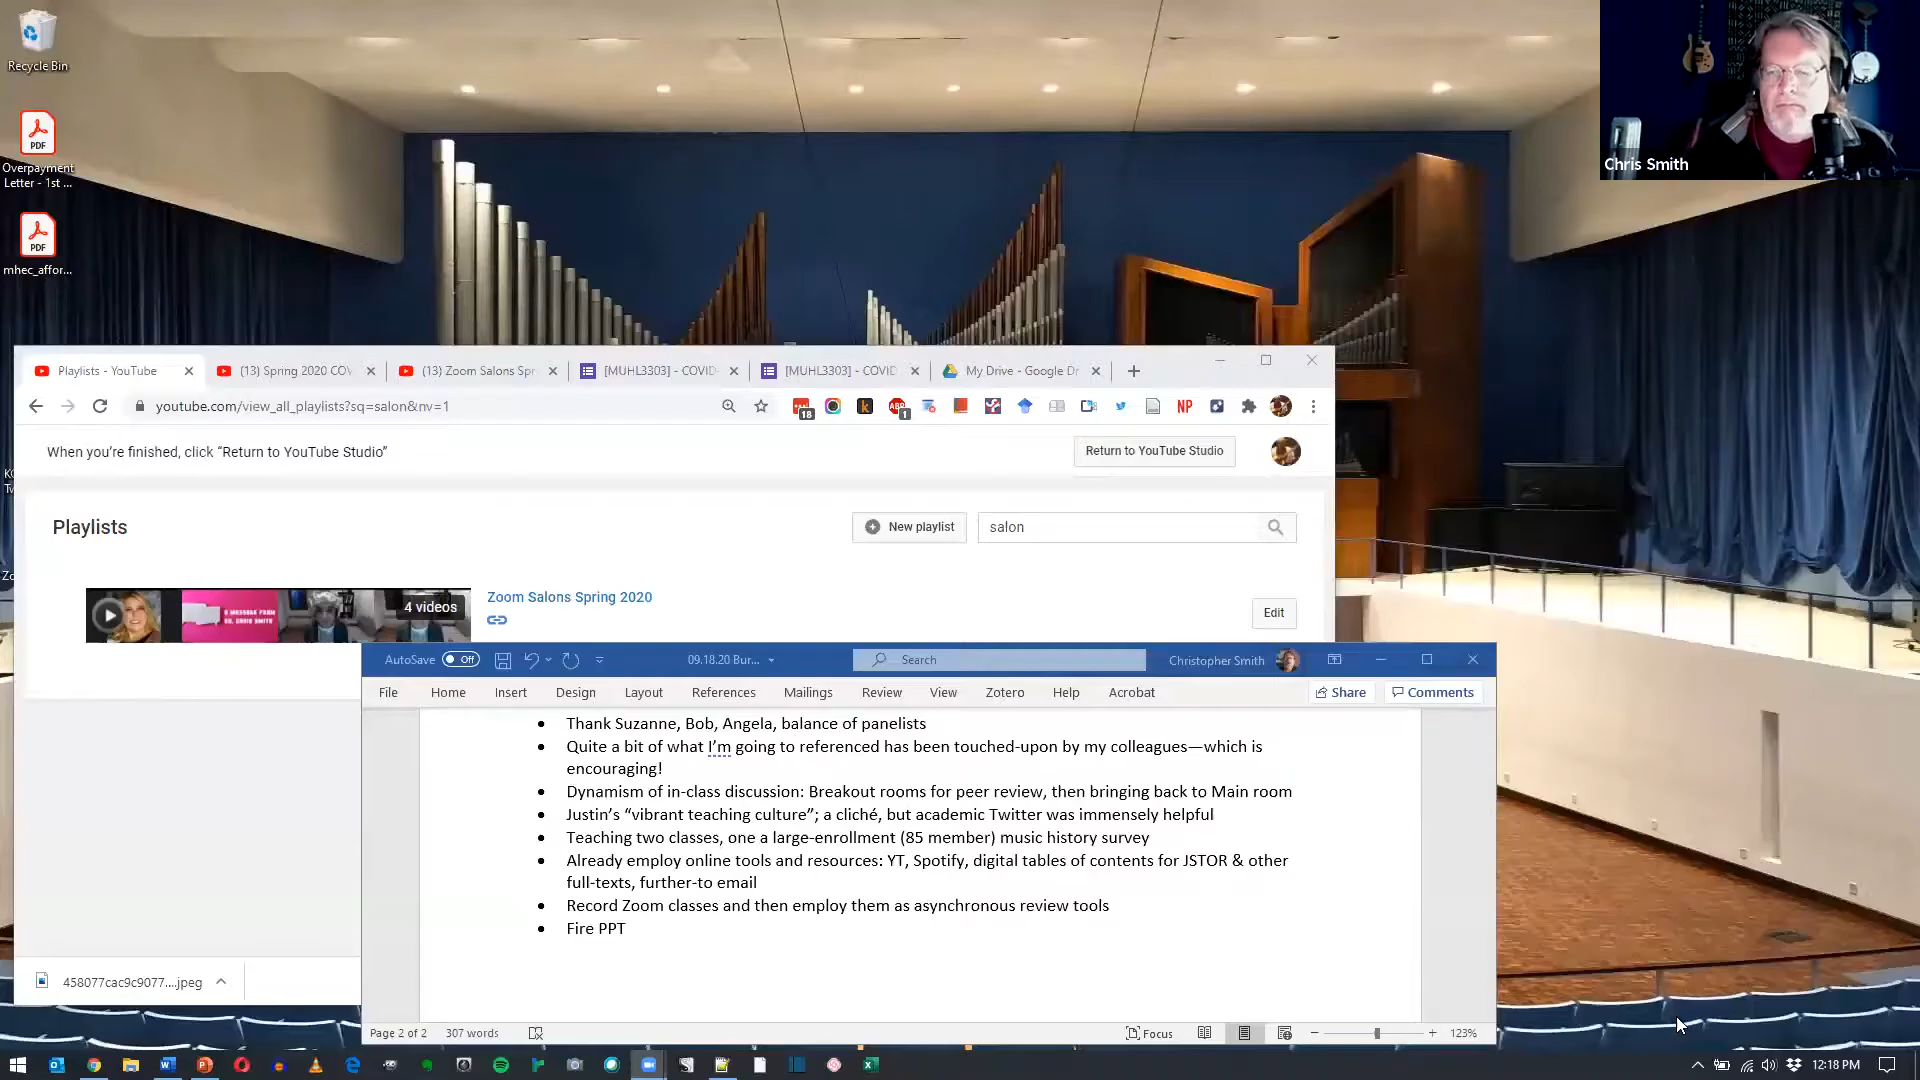 Recycle Bin
PDF
Overpayment
Letter - 1st ...
PDF
mhec_affor...
Chris Smith
Playlists - YouTube
(13) Spring 2020 COV
(13) Zoom Salons Spr
[MUHL3303] - COVID-
[MUHL3303] - COVID
My Drive - Google Dr
youtube.com/view_all_playlists?sq=salon&nv=1
18
1
NP
When you're finished, click “Return to YouTube Studio”
Return to YouTube Studio
Playlists
New playlist
salon
4 videos
Zoom Salons Spring 2020
Edit
AutoSave Off
09.18.20 Bur...
Search
Christopher Smith
File Home Insert Design Layout References Mailings Review View Zotero Help Acrobat
Share Comments
• Thank Suzanne, Bob, Angela, balance of panelists
• Quite a bit of what I’m going to referenced has been touched-upon by my colleagues—which is
encouraging!
• Dynamism of in-class discussion: Breakout rooms for peer review, then bringing back to Main room
• Justin’s “vibrant teaching culture”; a cliché, but academic Twitter was immensely helpful
• Teaching two classes, one a large-enrollment (85 member) music history survey
• Already employ online tools and resources: YT, Spotify, digital tables of contents for JSTOR & other
full-texts, further-to email
• Record Zoom classes and then employ them as asynchronous review tools
• Fire PPT
458077cac9c9077....jpeg
Page 2 of 2 307 words
Focus
123%
12:18 PM